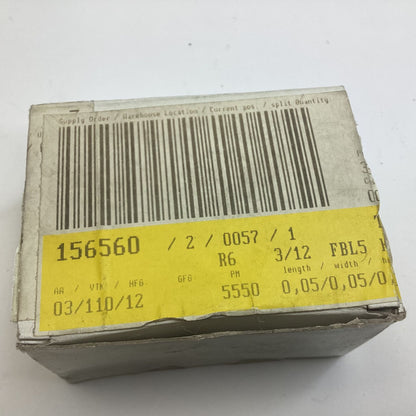 Supply Order / Warehouse Location / Current pos. / split Quantity
156560 / 2 / 0057 / 1
R6 3/12 FBL5
AA / VTK / HFG GFG PM length / width /
03/110/12 5550 0,05/0,05/0,